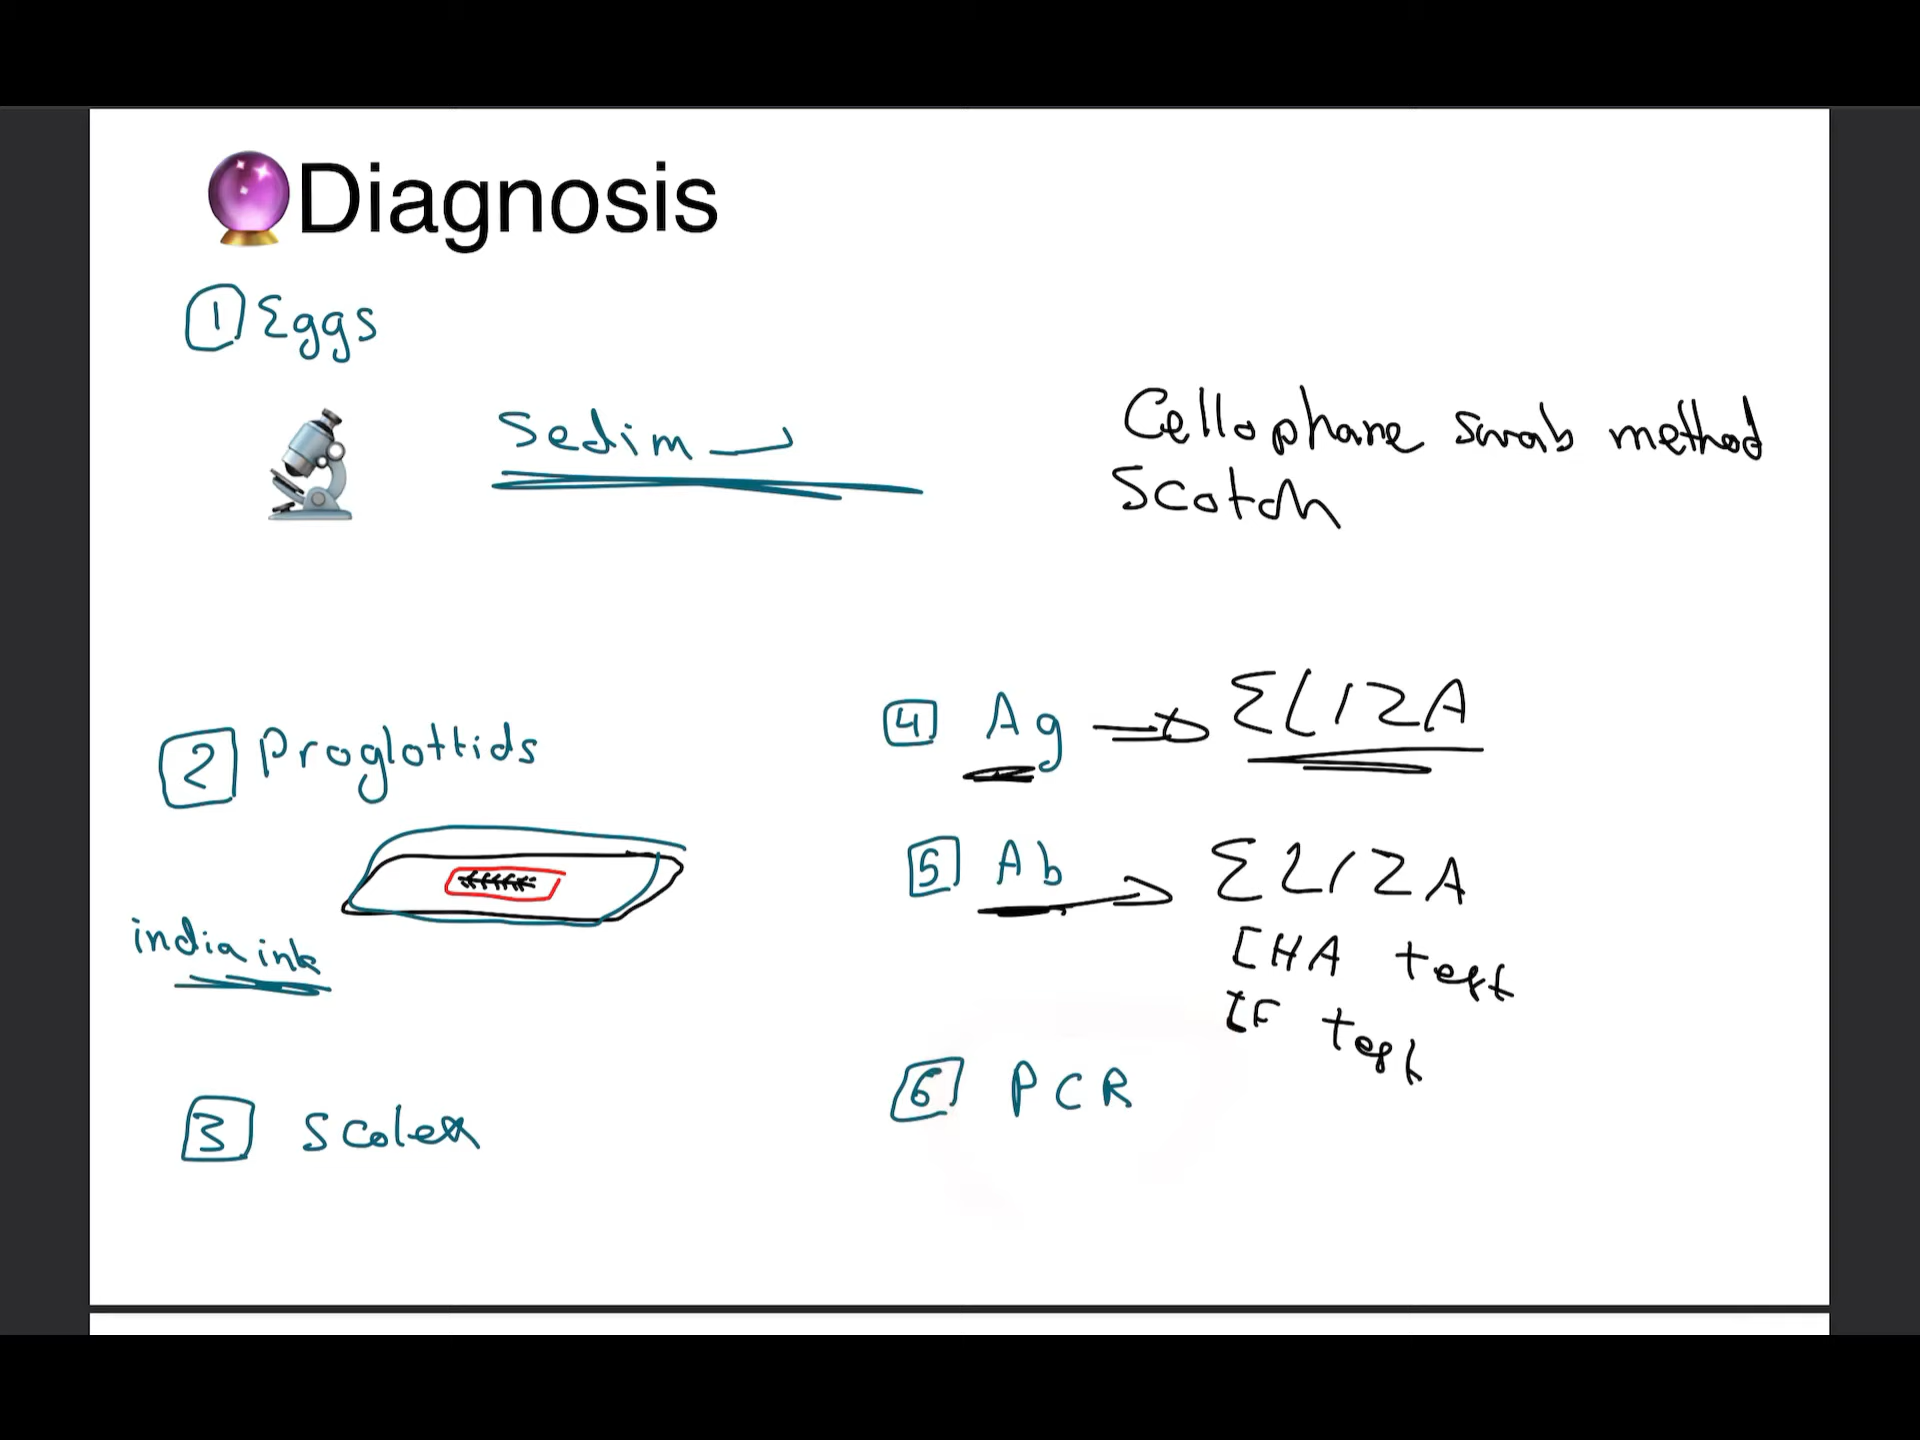 Diagnosis
1 Eggs
Sedim
Cellophane swab method
Scotch
2 Proglottids
india ink
3 Scolex
4 Ag → ELIZA
5 Ab → ELIZA
IHA test
IF test
6 PCR